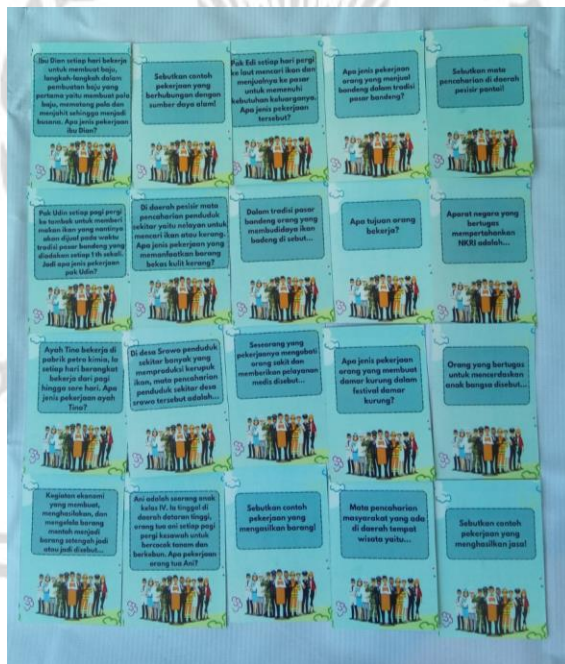 Ibu Dian setiap hari bekerja
untuk membuat baju,
langkah-langkah dalam
pembuatan baju yang
pertama yaitu membuat pola
baju, memotong pola dan
menjahit sehingga menjadi
busana. Apa jenis pekerjaan
ibu Dian?
Sebutkan contoh
pekerjaan yang
berhubungan dengan
sumber daya alam!
Pak Edi setiap hari pergi
ke laut mencari ikan dan
menjualnya ke pasar
untuk memenuhi
kebutuhan keluarganya.
Apa jenis pekerjaan
tersebut?
Apa jenis pekerjaan
orang yang menjual
bandeng dalam tradisi
pasar bandeng?
Sebutkan mata
pencaharian di daerah
pesisir pantai!
Pak Udin setiap pagi pergi
ke tambak untuk memberi
makan ikan yang nantinya
akan dijual pada waktu
tradisi pasar bandeng yang
diadakan setiap 1 th sekali.
Jadi apa jenis pekerjaan
pak Udin?
Di daerah pesisir mata
pencaharian penduduk
sekitar yaitu nelayan untuk
mencari ikan atau kerang.
Apa jenis pekerjaan yang
memanfaatkan barang
bekas kulit kerang?
Dalam tradisi pasar
bandeng orang yang
membudidaya ikan
badeng di sebut...
Apa tujuan orang
bekerja?
Aparat negara yang
bertugas
mempertahankan
NKRI adalah...
Ayah Tina bekerja di
pabrik petro kimia, Ia
setiap hari berangkat
bekerja dari pagi
hingga sore hari. Apa
jenis pekerjaan ayah
Tina?
Di desa Srowo penduduk
sekitar banyak yang
memproduksi kerupuk
ikan, mata pencaharian
penduduk sekitar desa
srowo tersebut adalah...
Seseorang yang
pekerjaannya mengobati
orang sakit dan
memberikan pelayanan
medis disebut...
Apa jenis pekerjaan
orang yang membuat
damar kurung dalam
festival damar
kurung?
Orang yang bertugas
untuk mencerdaskan
anak bangsa disebut...
Kegiatan ekonomi
yang membuat,
menghasilkan, dan
mengelola barang
mentah menjadi
barang setengah jadi
atau jadi disebut...
Ani adalah seorang anak
kelas IV. Ia tinggal di
daerah dataran tinggi,
orang tua ani setiap pagi
pergi kesawah untuk
bercocok tanam dan
berkebun. Apa pekerjaan
orang tua Ani?
Sebutkan contoh
pekerjaan yang
mengasilkan barang!
Mata pencaharian
masyarakat yang ada
di daerah tempat
wisata yaitu...
Sebutkan contoh
pekerjaan yang
menghasilkan jasa!